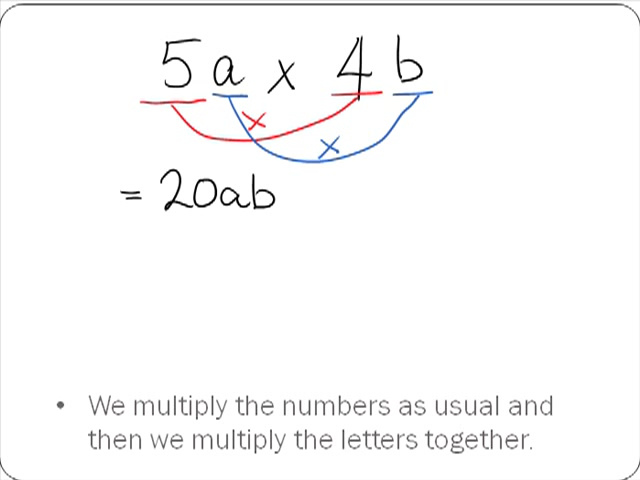 5a x 4b
x
x
= 20ab
• We multiply the numbers as usual and
then we multiply the letters together.